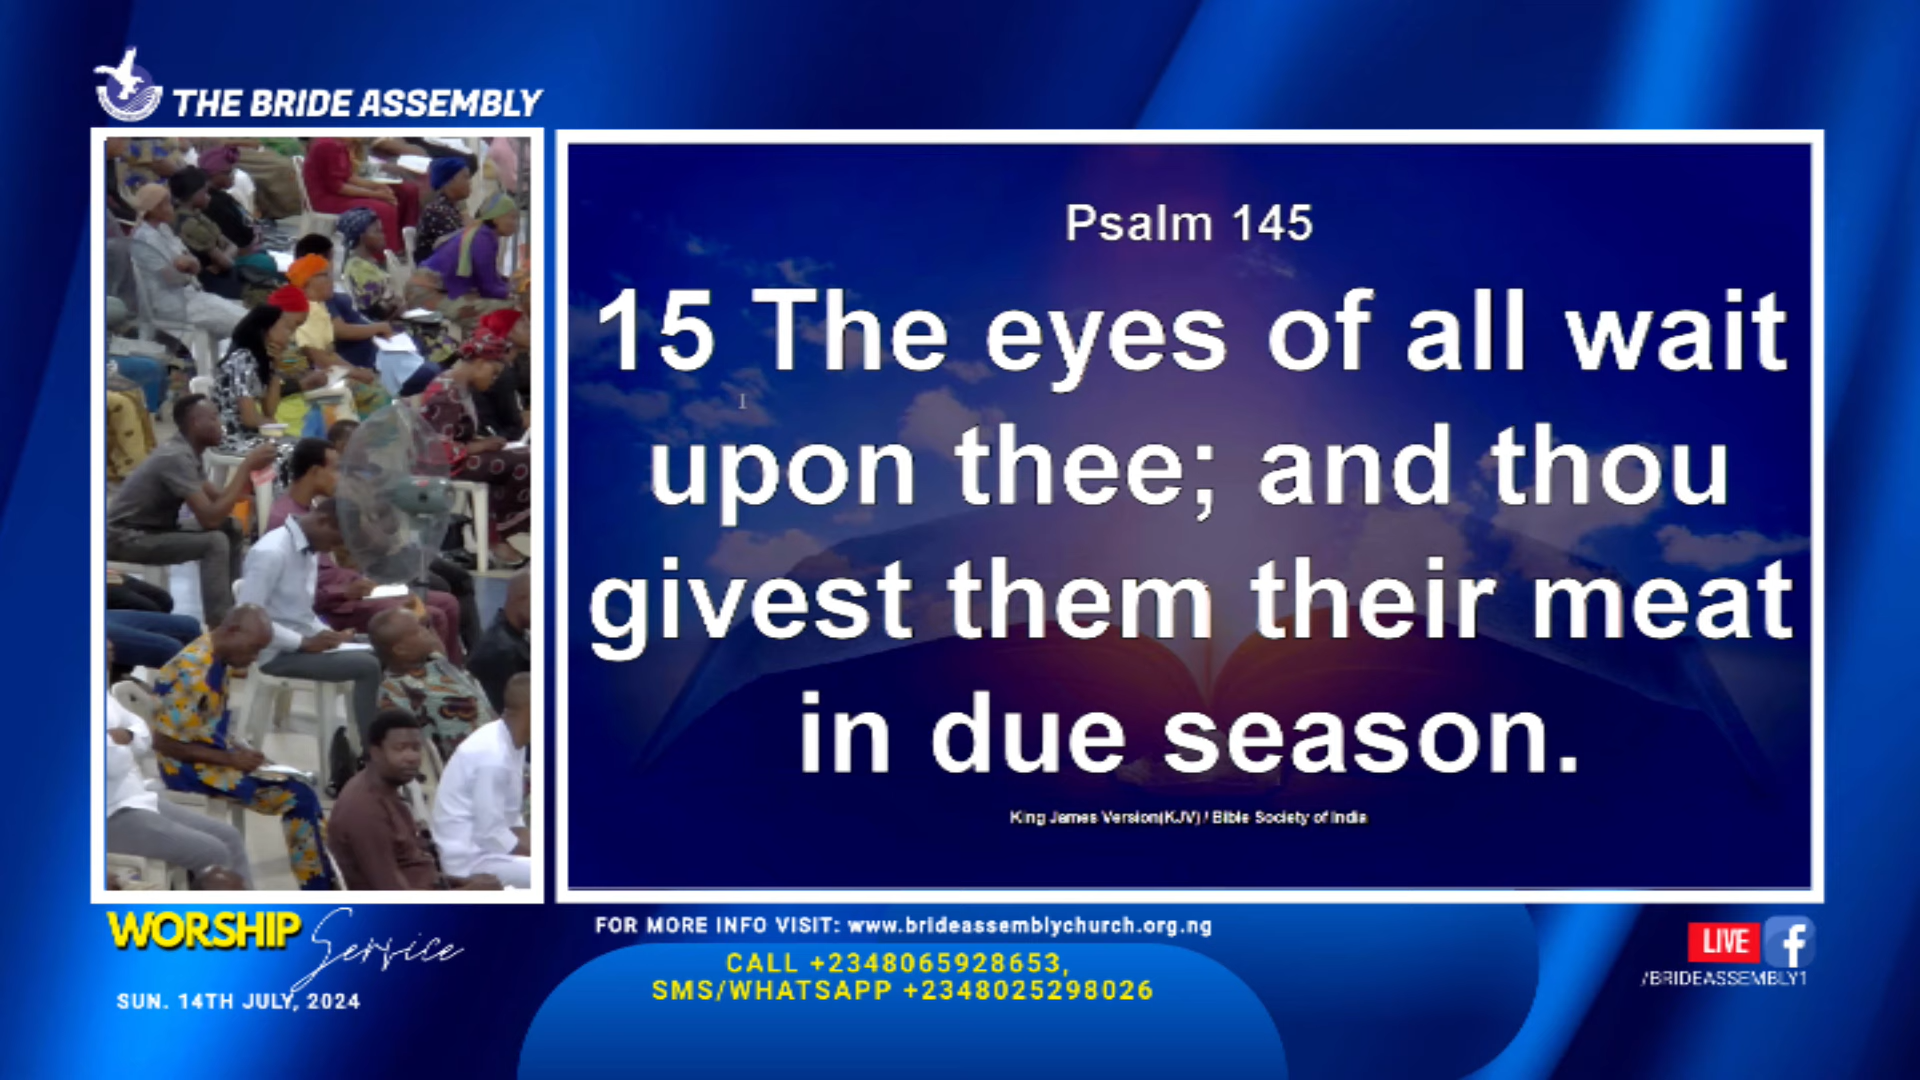 THE BRIDE ASSEMBLY
Psalm 145
15 The eyes of all wait
upon thee; and thou
givest them their meat
in due season.
King James Version(KJV) / Bible Society of India
WORSHIP
Service
SUN. 14TH JULY, 2024
FOR MORE INFO VISIT: www.brideassemblychurch.org.ng
CALL +2348065928653,
SMS/WHATSAPP +2348025298026
LIVE
/BRIDEASSEMBLY1